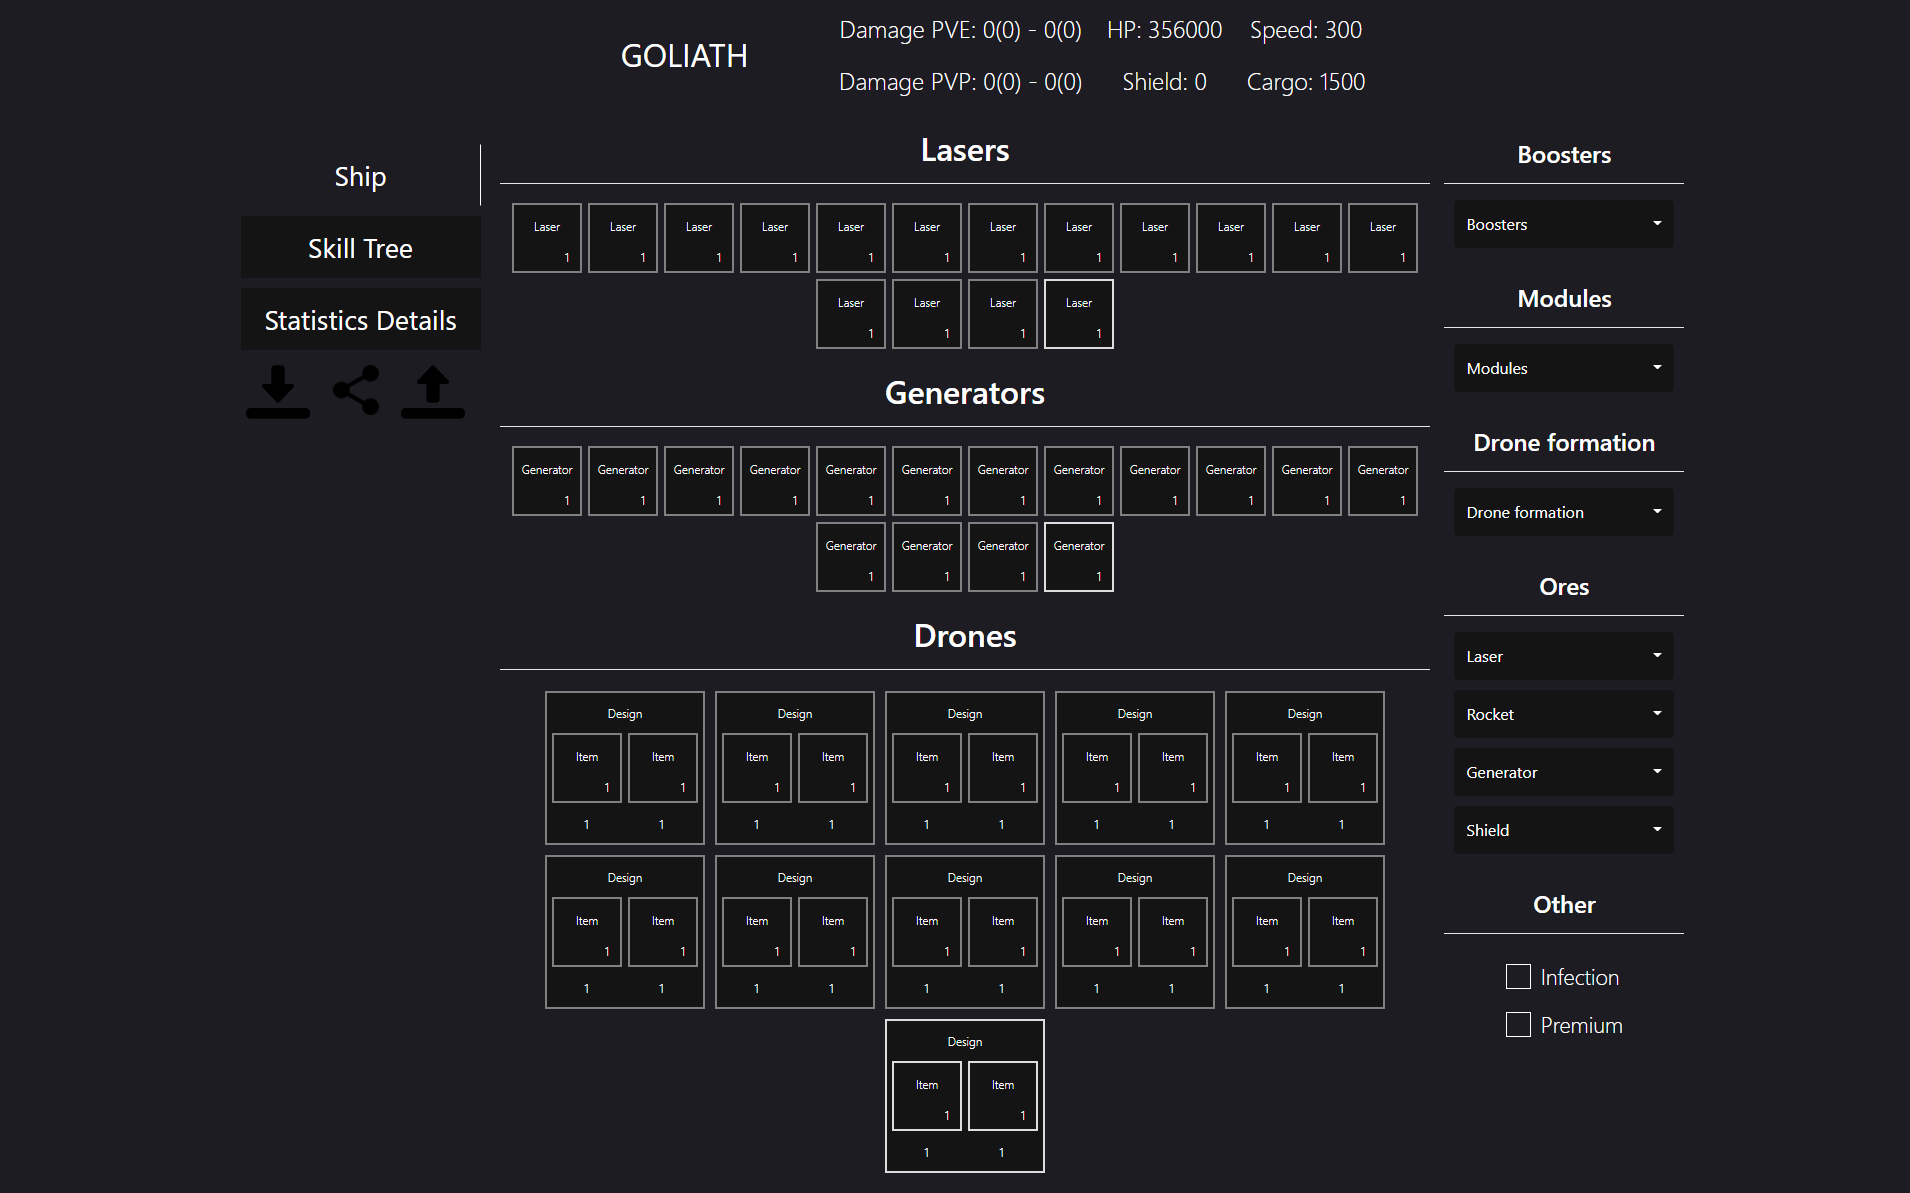 GOLIATH
Damage PVE: 0(0) - 0(0) HP: 356000 Speed: 300
Damage PVP: 0(0) - 0(0) Shield: 0 Cargo: 1500
Ship
Skill Tree
Statistics Details
Lasers
Laser Laser Laser Laser Laser Laser Laser Laser Laser Laser Laser Laser
1 1 1 1 1 1 1 1 1 1 1 1
Laser Laser Laser Laser
1 1 1 1
Generators
Generator Generator Generator Generator Generator Generator Generator Generator Generator Generator Generator Generator
1 1 1 1 1 1 1 1 1 1 1 1
Generator Generator Generator Generator
1 1 1 1
Drones
Design Design Design Design Design
Item Item Item Item Item Item Item Item Item Item
1 1 1 1 1 1 1 1 1 1
1 1 1 1 1 1 1 1 1 1
Design Design Design Design Design
Item Item Item Item Item Item Item Item Item Item
1 1 1 1 1 1 1 1 1 1
1 1 1 1 1 1 1 1 1 1
Design
Item Item
1 1
1 1
Boosters
Boosters
Modules
Modules
Drone formation
Drone formation
Ores
Laser
Rocket
Generator
Shield
Other
Infection
Premium